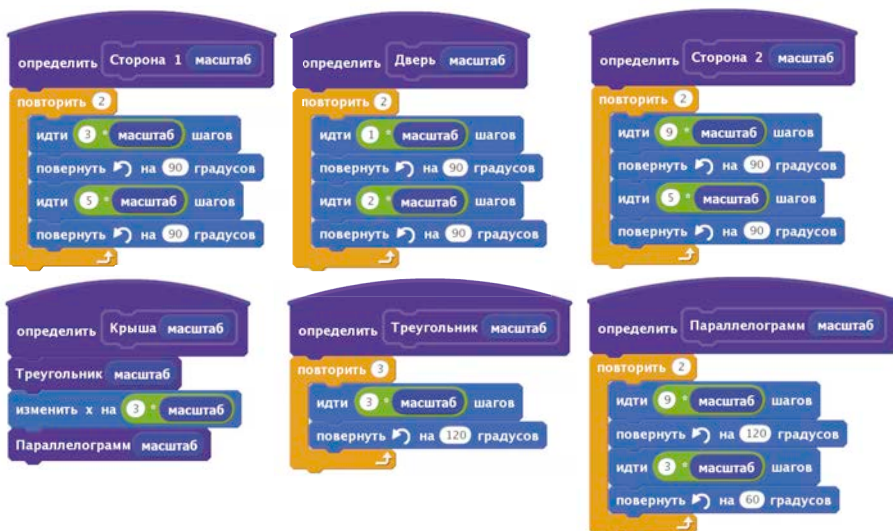 определить Сторона 1 масштаб
повторить 2
идти 3 * масштаб шагов
повернуть на 90 градусов
идти 5 * масштаб шагов
повернуть на 90 градусов
определить Дверь масштаб
повторить 2
идти 1 * масштаб шагов
повернуть на 90 градусов
идти 2 * масштаб шагов
повернуть на 90 градусов
определить Сторона 2 масштаб
повторить 2
идти 9 * масштаб шагов
повернуть на 90 градусов
идти 5 * масштаб шагов
повернуть на 90 градусов
определить Крыша масштаб
Треугольник масштаб
изменить х на 3 * масштаб
Параллелограмм масштаб
определить Треугольник масштаб
повторить 3
идти 3 * масштаб шагов
повернуть на 120 градусов
определить Параллелограмм масштаб
повторить 2
идти 9 * масштаб шагов
повернуть на 120 градусов
идти 3 * масштаб шагов
повернуть на 60 градусов